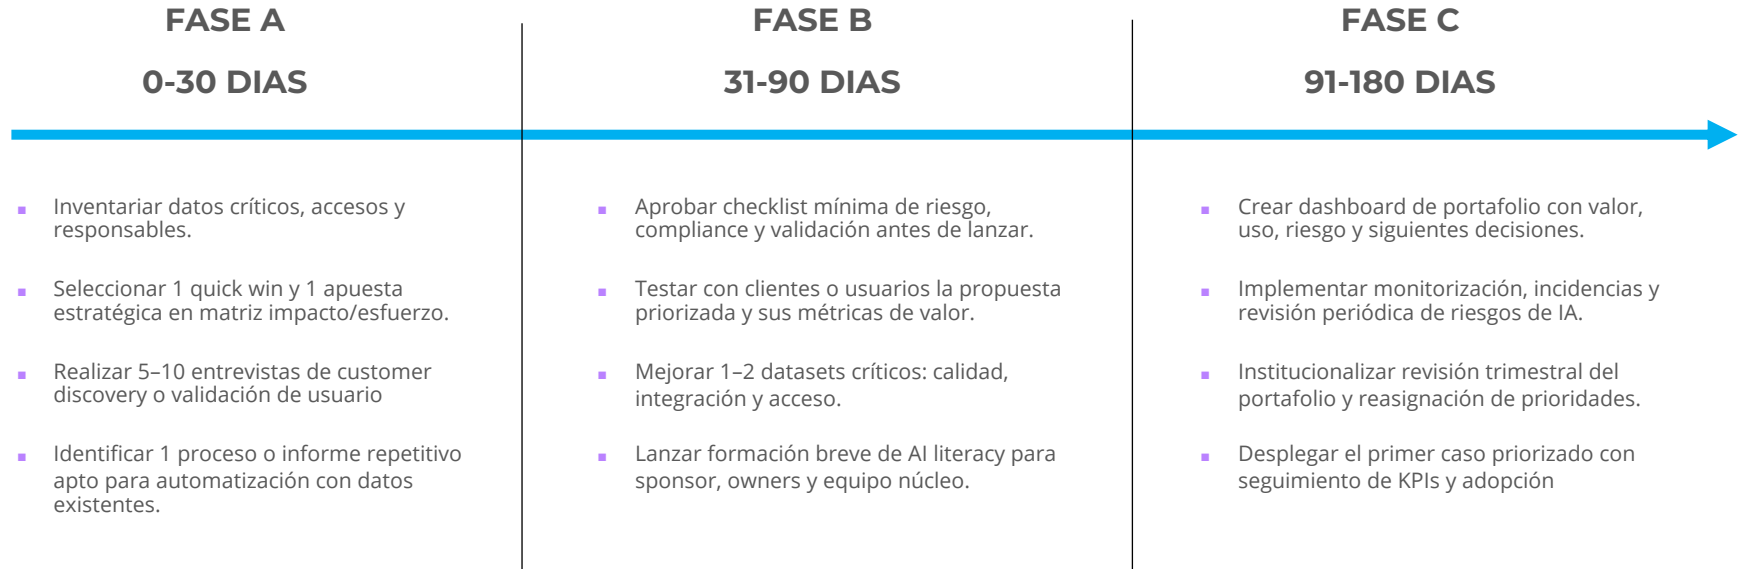 FASE A
0-30 DIAS
Inventariar datos críticos, accesos y
responsables.
Seleccionar 1 quick win y 1 apuesta
estratégica en matriz impacto/esfuerzo.
Realizar 5–10 entrevistas de customer
discovery o validación de usuario
Identificar 1 proceso o informe repetitivo
apto para automatización con datos
existentes.
FASE B
31-90 DIAS
Aprobar checklist mínima de riesgo,
compliance y validación antes de lanzar.
Testar con clientes o usuarios la propuesta
priorizada y sus métricas de valor.
Mejorar 1–2 datasets críticos: calidad,
integración y acceso.
Lanzar formación breve de AI literacy para
sponsor, owners y equipo núcleo.
FASE C
91-180 DIAS
Crear dashboard de portafolio con valor,
uso, riesgo y siguientes decisiones.
Implementar monitorización, incidencias y
revisión periódica de riesgos de IA.
Institucionalizar revisión trimestral del
portafolio y reasignación de prioridades.
Desplegar el primer caso priorizado con
seguimiento de KPIs y adopción